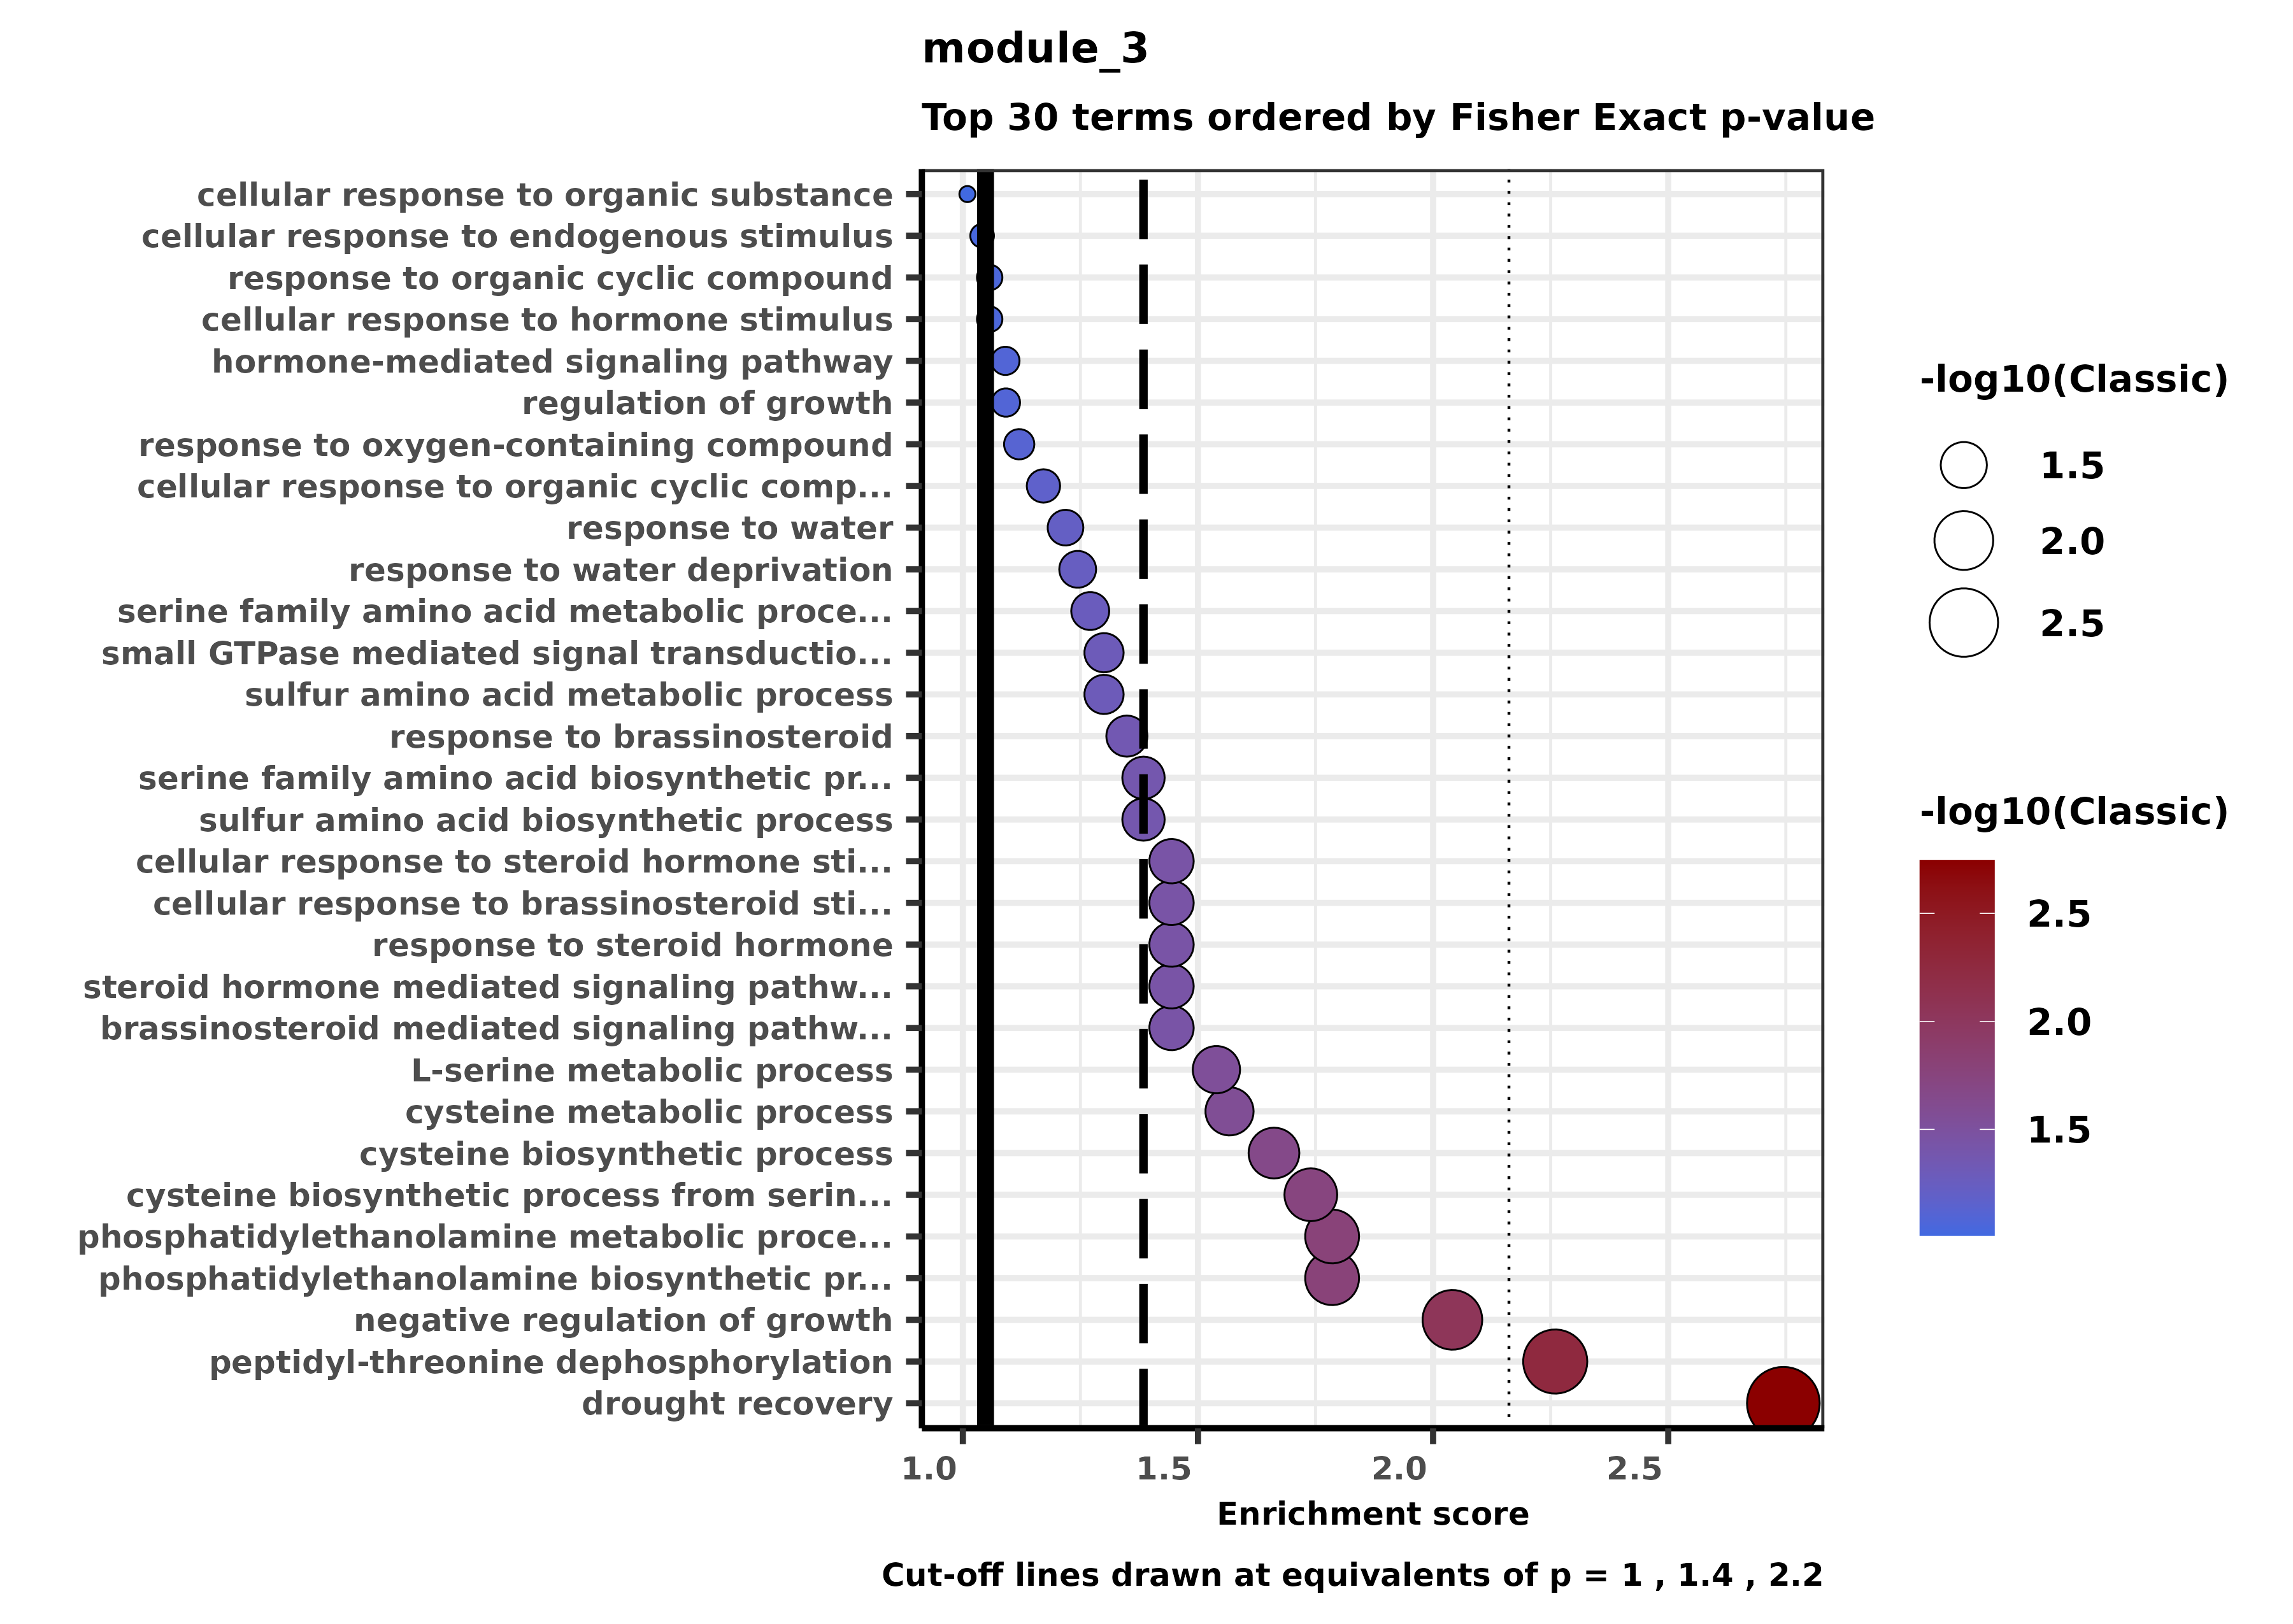 module_3
Top 30 terms ordered by Fisher Exact p-value
cellular response to organic substance
cellular response to endogenous stimulus
response to organic cyclic compound
cellular response to hormone stimulus
hormone-mediated signaling pathway
regulation of growth
response to oxygen-containing compound
cellular response to organic cyclic comp...
response to water
response to water deprivation
serine family amino acid metabolic proce...
small GTPase mediated signal transductio...
sulfur amino acid metabolic process
response to brassinosteroid
serine family amino acid biosynthetic pr...
sulfur amino acid biosynthetic process
cellular response to steroid hormone sti...
cellular response to brassinosteroid sti...
response to steroid hormone
steroid hormone mediated signaling pathw...
brassinosteroid mediated signaling pathw...
L-serine metabolic process
cysteine metabolic process
cysteine biosynthetic process
cysteine biosynthetic process from serin...
phosphatidylethanolamine metabolic proce...
phosphatidylethanolamine biosynthetic pr...
negative regulation of growth
peptidyl-threonine dephosphorylation
drought recovery
1.0 1.5 2.0 2.5
Enrichment score
Cut-off lines drawn at equivalents of p = 1 , 1.4 , 2.2
-log10(Classic)
1.5
2.0
2.5
-log10(Classic)
2.5
2.0
1.5